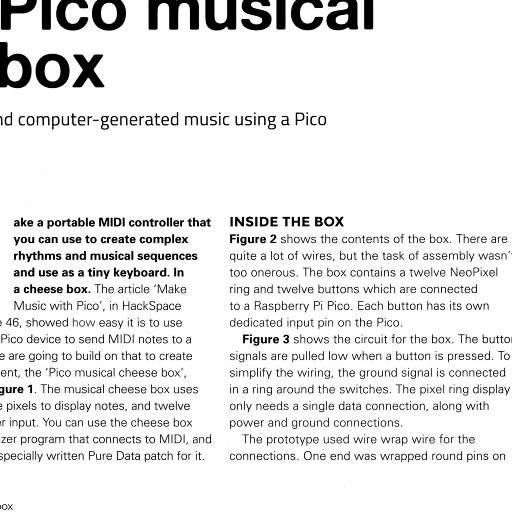 Pico musical
box
nd computer-generated music using a Pico
ake a portable MIDI controller that
you can use to create complex
rhythms and musical sequences
and use as a tiny keyboard. In
a cheese box. The article ‘Make
Music with Pico’, in HackSpace
e 46, showed how easy it is to use
Pico device to send MIDI notes to a
e are going to build on that to create
ent, the ‘Pico musical cheese box’,
gure 1. The musical cheese box uses
e pixels to display notes, and twelve
er input. You can use the cheese box
izer program that connects to MIDI, and
specially written Pure Data patch for it.
INSIDE THE BOX
Figure 2 shows the contents of the box. There are
quite a lot of wires, but the task of assembly wasn’t
too onerous. The box contains a twelve NeoPixel
ring and twelve buttons which are connected
to a Raspberry Pi Pico. Each button has its own
dedicated input pin on the Pico.
Figure 3 shows the circuit for the box. The button
signals are pulled low when a button is pressed. To
simplify the wiring, the ground signal is connected
in a ring around the switches. The pixel ring display
only needs a single data connection, along with
power and ground connections.
The prototype used wire wrap wire for the
connections. One end was wrapped round pins on
box